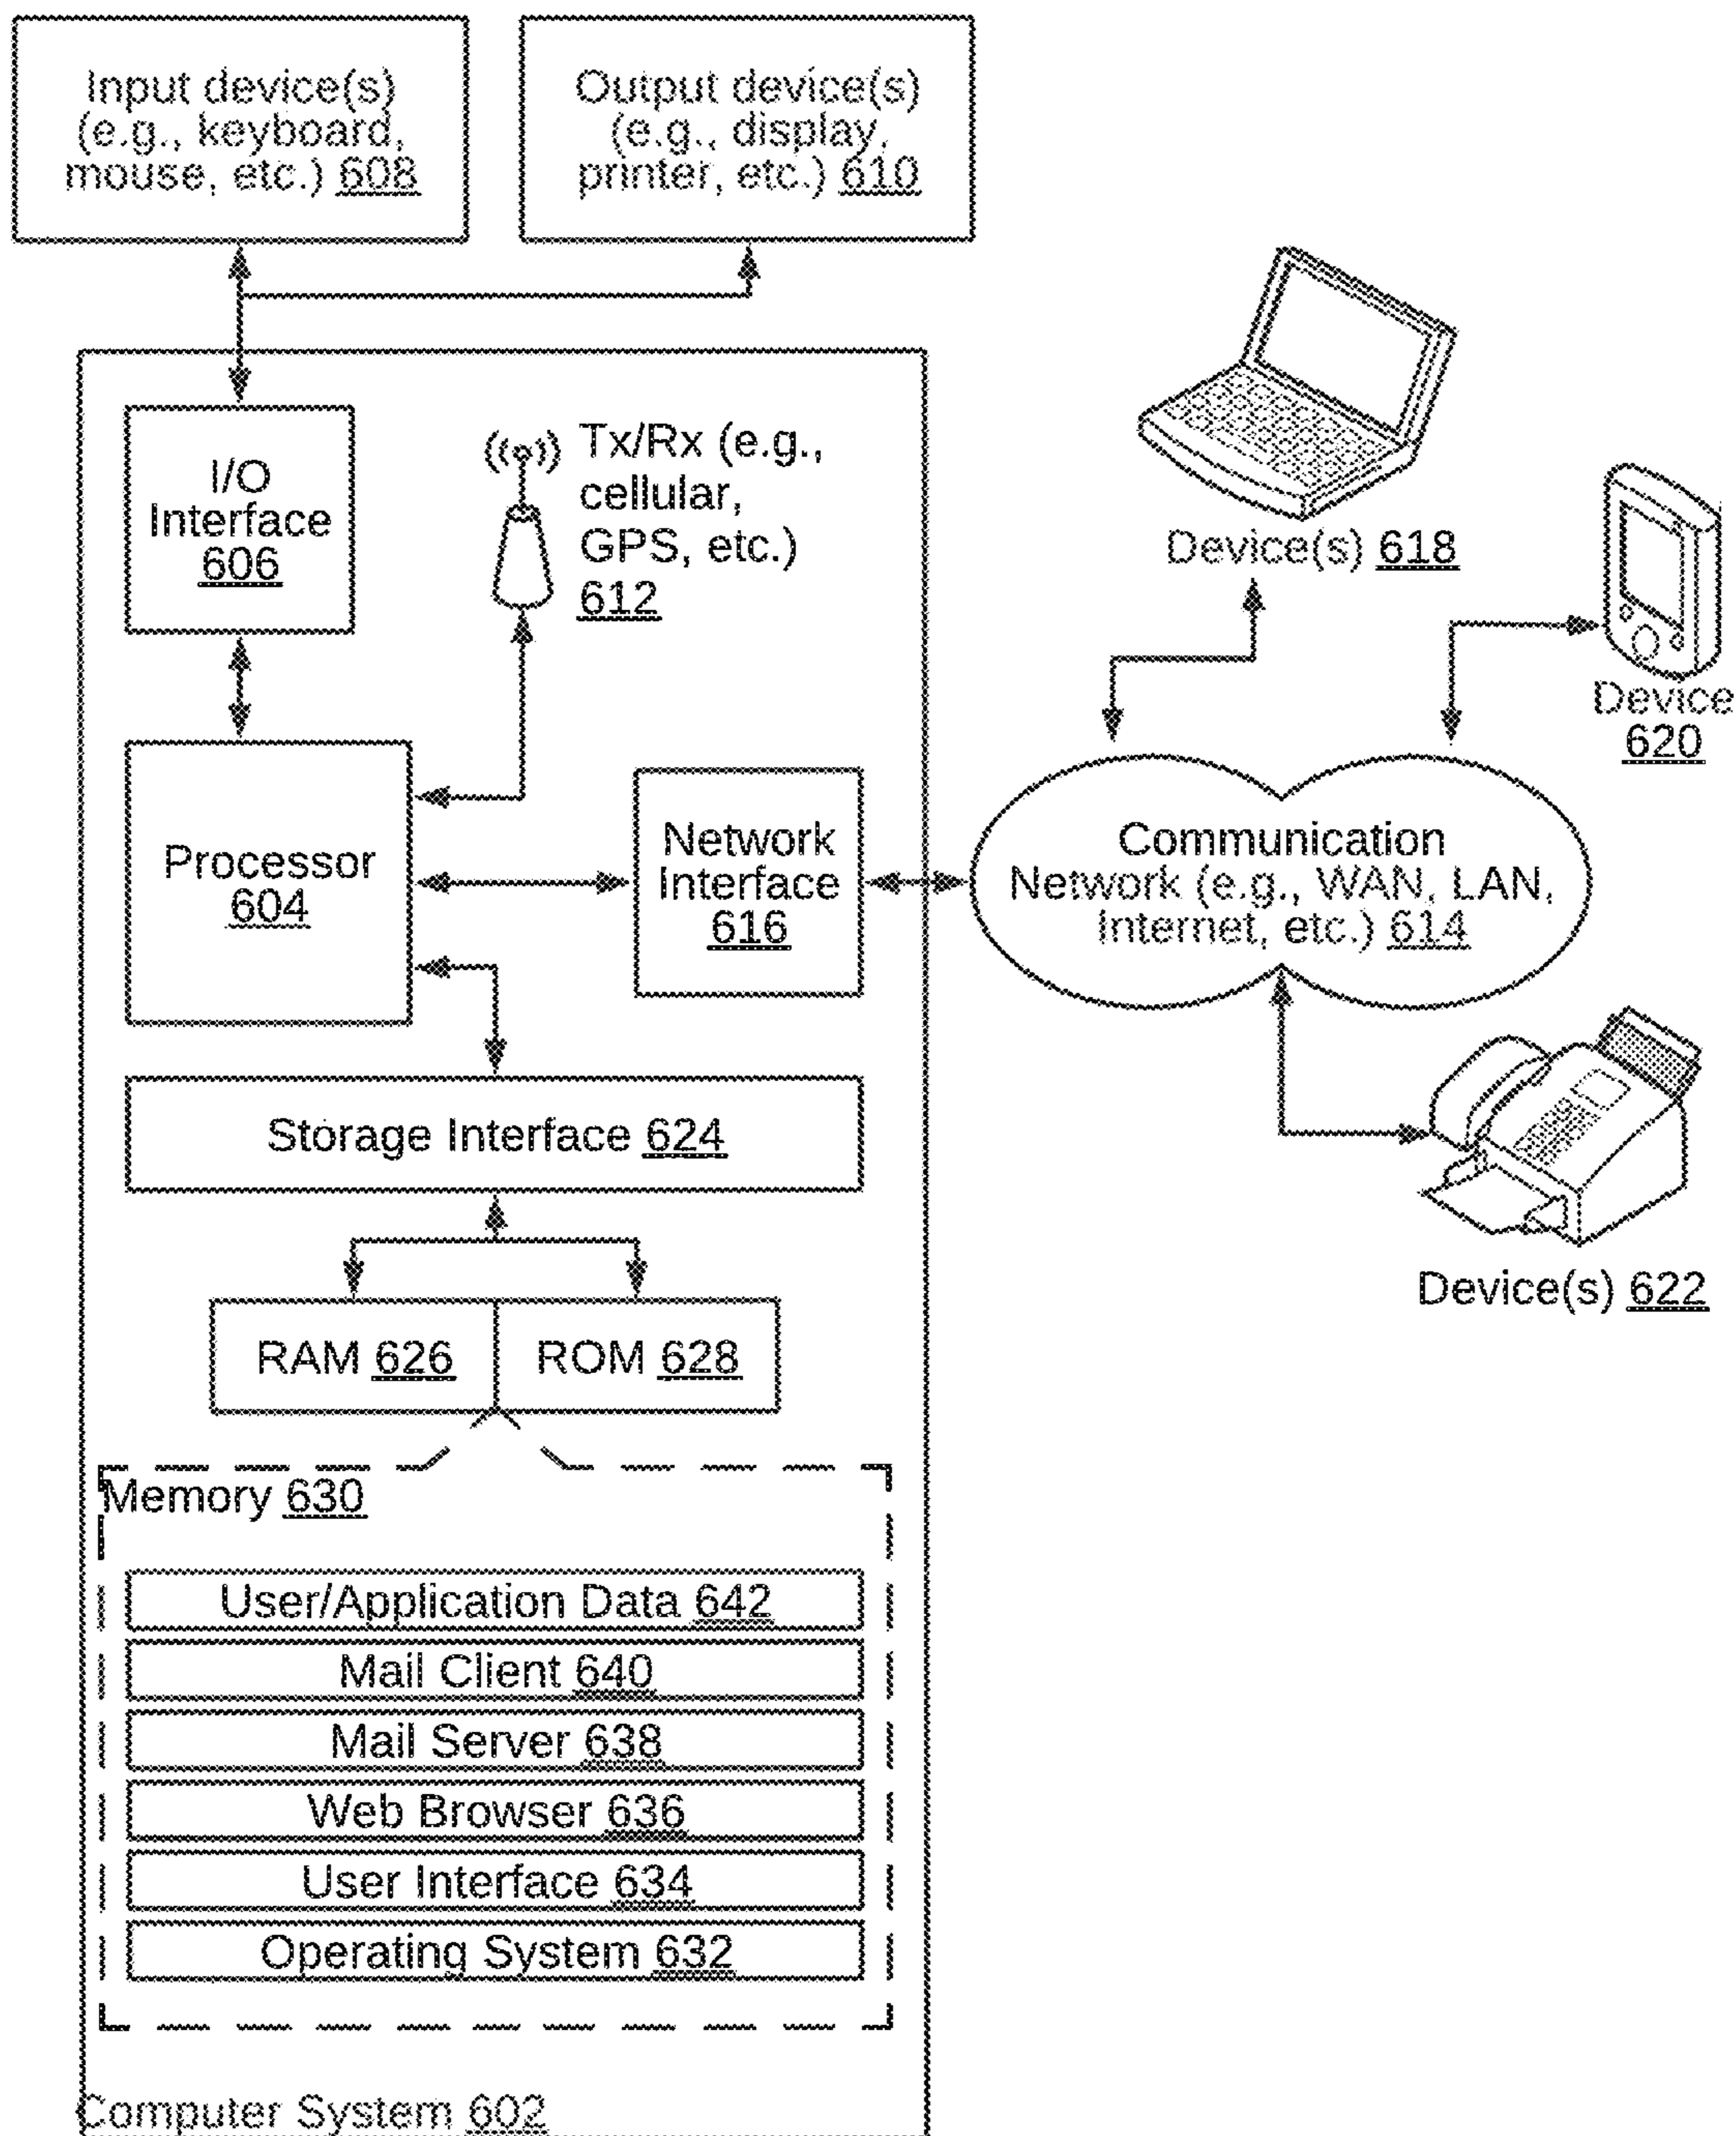 Input device(s)
(e.g., keyboard,
mouse, etc.) 608
Output device(s)
(e.g., display,
printer, etc.) 610
I/O
Interface
606
Tx/Rx (e.g.,
cellular,
GPS, etc.)
612
Device(s) 618
Device
620
Processor
604
Network
Interface
616
Communication
Network (e.g., WAN, LAN,
Internet, etc.) 614
Storage Interface 624
Device(s) 622
RAM 626
ROM 628
Memory 630
User/Application Data 642
Mail Client 640
Mail Server 638
Web Browser 636
User Interface 634
Operating System 632
Computer System 602